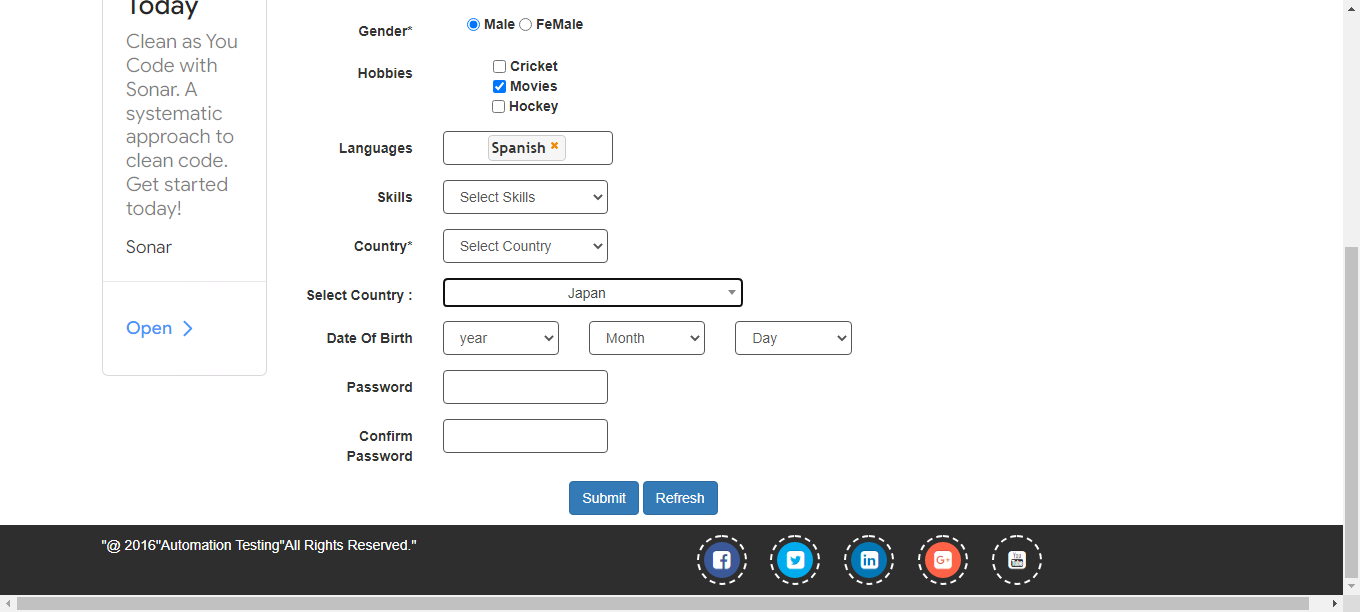 Today
Clean as You
Code with
Sonar. A
systematic
approach to
clean code.
Get started
today!
Sonar
Open
Gender*
Male FeMale
Hobbies
Cricket
Movies
Hockey
Languages
Spanish
Skills
Select Skills
Country*
Select Country
Select Country :
Japan
Date Of Birth
year Month Day
Password
Confirm
Password
Submit Refresh
"@ 2016"Automation Testing"All Rights Reserved."
f in G+ You Tube